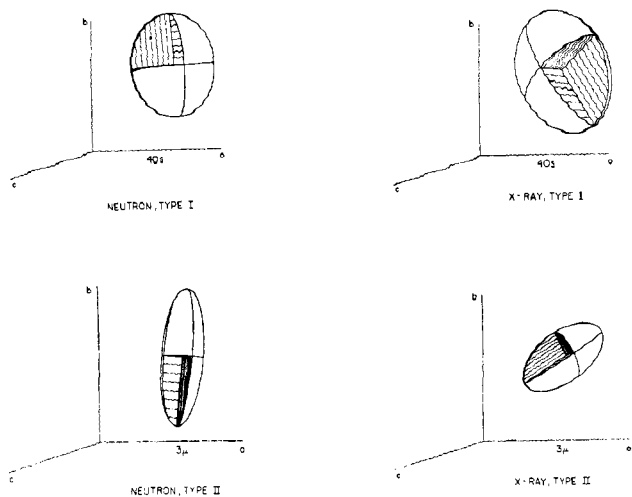 b
a
40s
c
NEUTRON, TYPE I
b
a
40s
c
X-RAY, TYPE I
b
3μ
a
c
NEUTRON, TYPE II
b
3μ
a
c
X-RAY, TYPE II